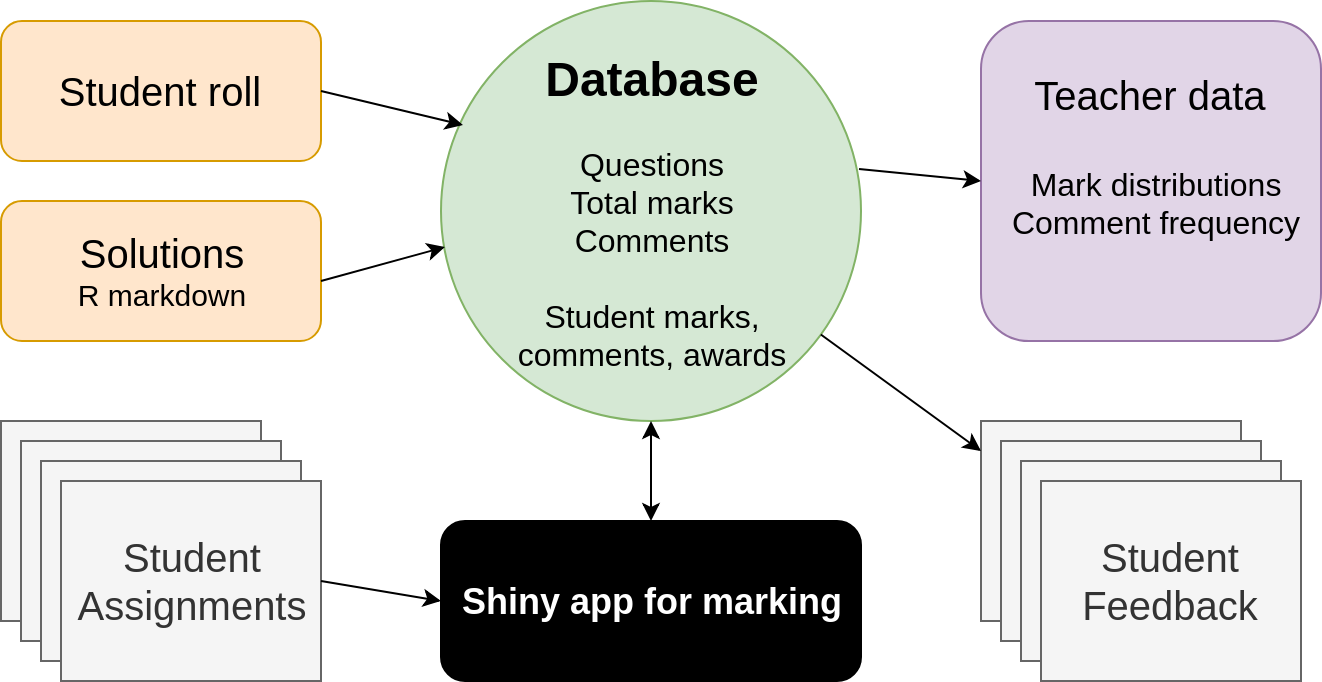 Student roll
Solutions
R markdown
Student
Assignments
Database
Questions
Total marks
Comments
Student marks,
comments, awards
Shiny app for marking
Teacher data
Mark distributions
Comment frequency
Student
Feedback